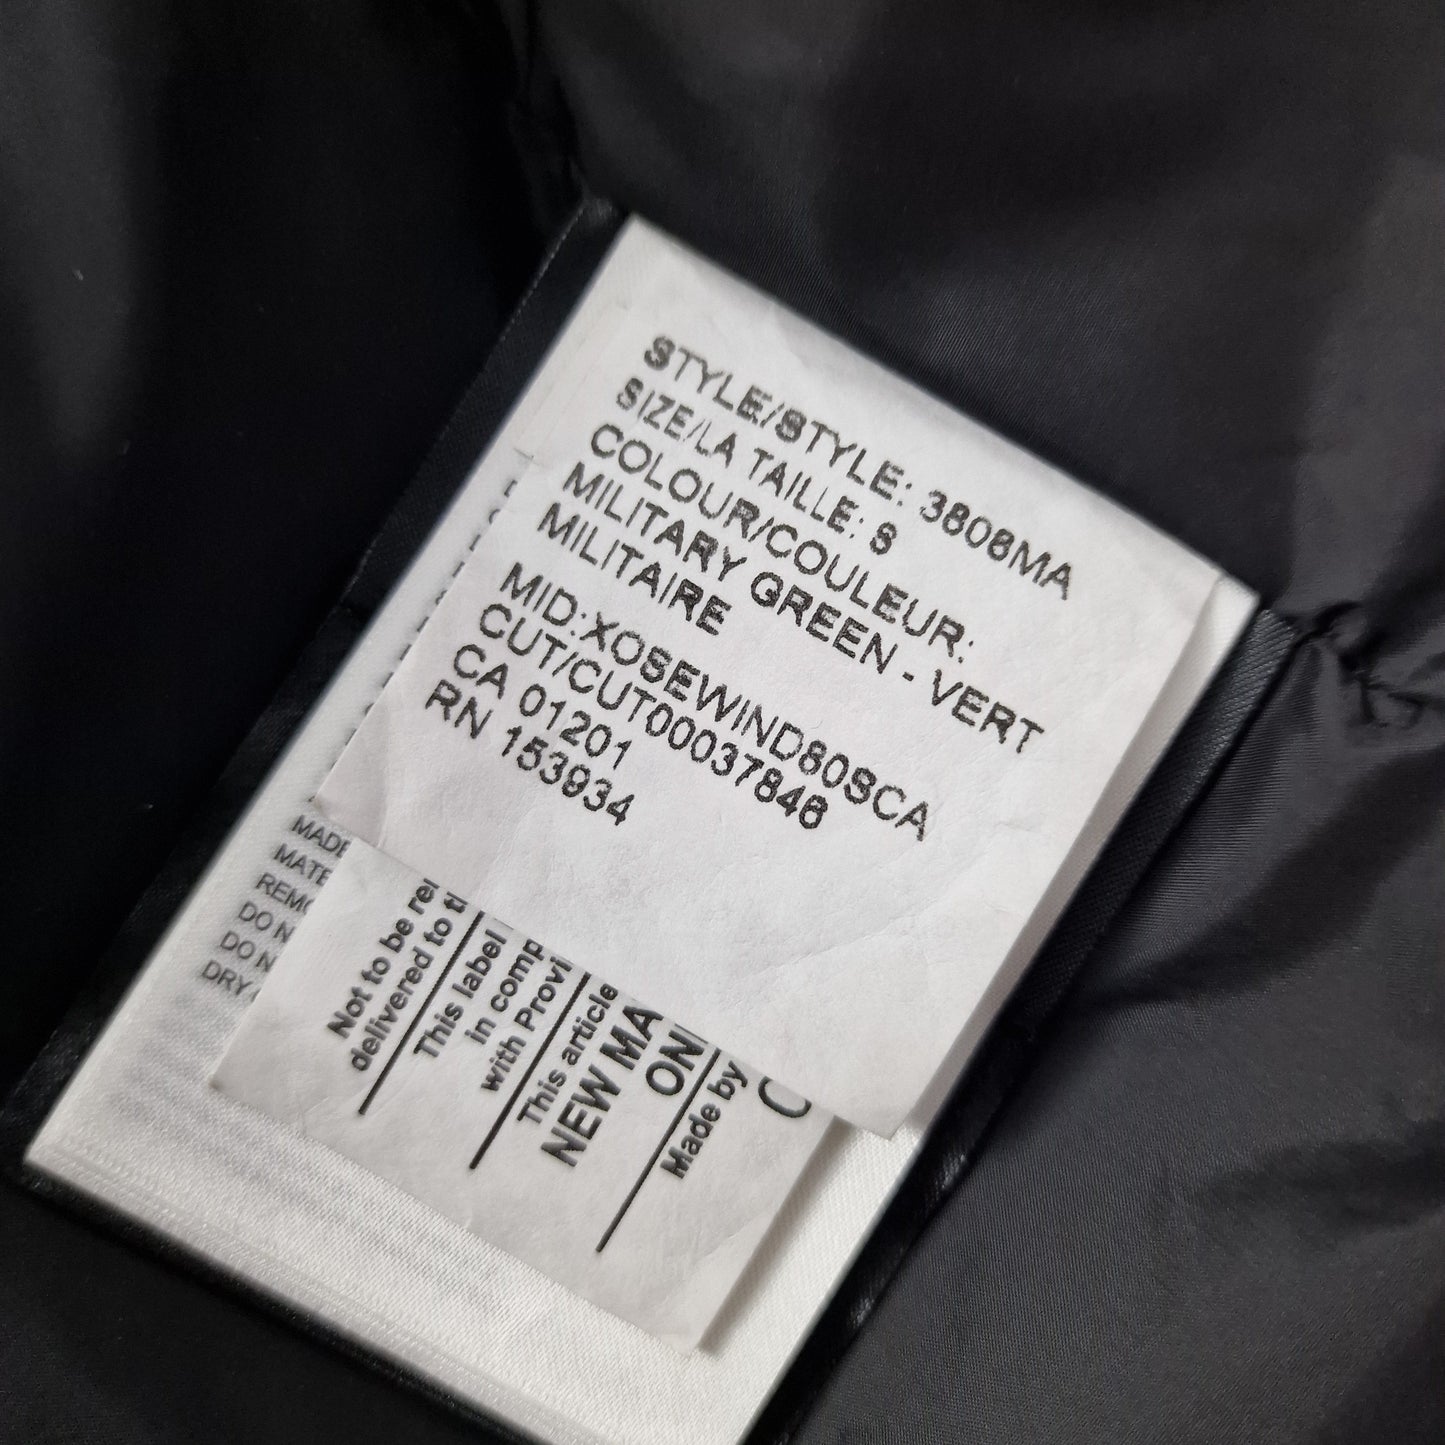 STYLE/STYLE: 3808MA
SIZE/LA TAILLE: S
COLOUR/COULEUR:
MILITARY GREEN - VERT
MILITAIRE
MID:XOSEWIND80SCA
CUT/CUT00037848
CA 01201
RN 153934
MADE
MATE
REMO
DO N
DO N
DRY
Not to be re
delivered to t
This label
in comp
with Provi
This article
NEW MA
ON
Made by